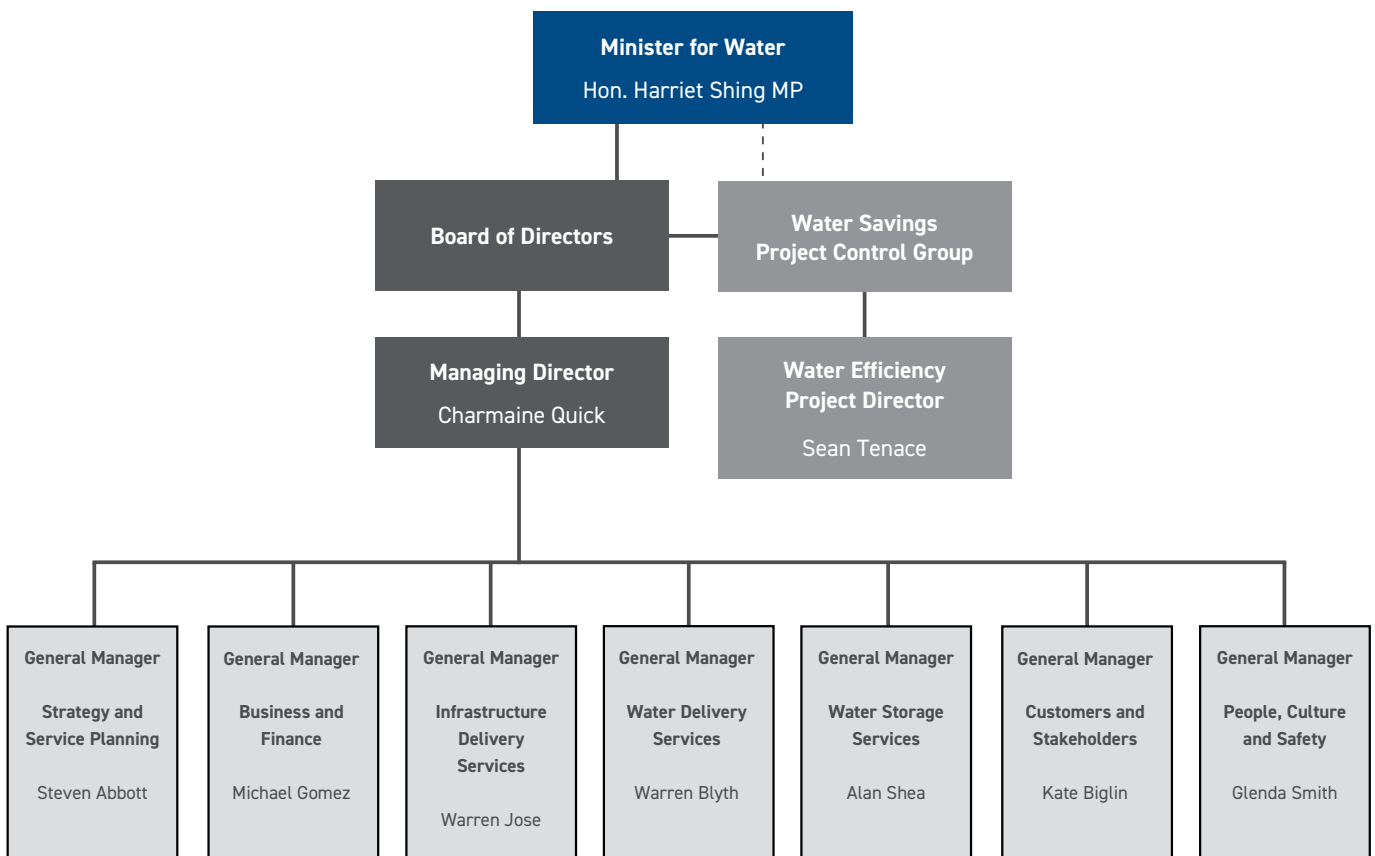 Minister for Water
Hon. Harriet Shing MP
Board of Directors
Water Savings
Project Control Group
Managing Director
Charmaine Quick
Water Efficiency
Project Director
Sean Tenace
General Manager
Strategy and
Service Planning
Steven Abbott
General Manager
Business and
Finance
Michael Gomez
General Manager
Infrastructure
Delivery
Services
Warren Jose
General Manager
Water Delivery
Services
Warren Blyth
General Manager
Water Storage
Services
Alan Shea
General Manager
Customers and
Stakeholders
Kate Biglin
General Manager
People, Culture
and Safety
Glenda Smith